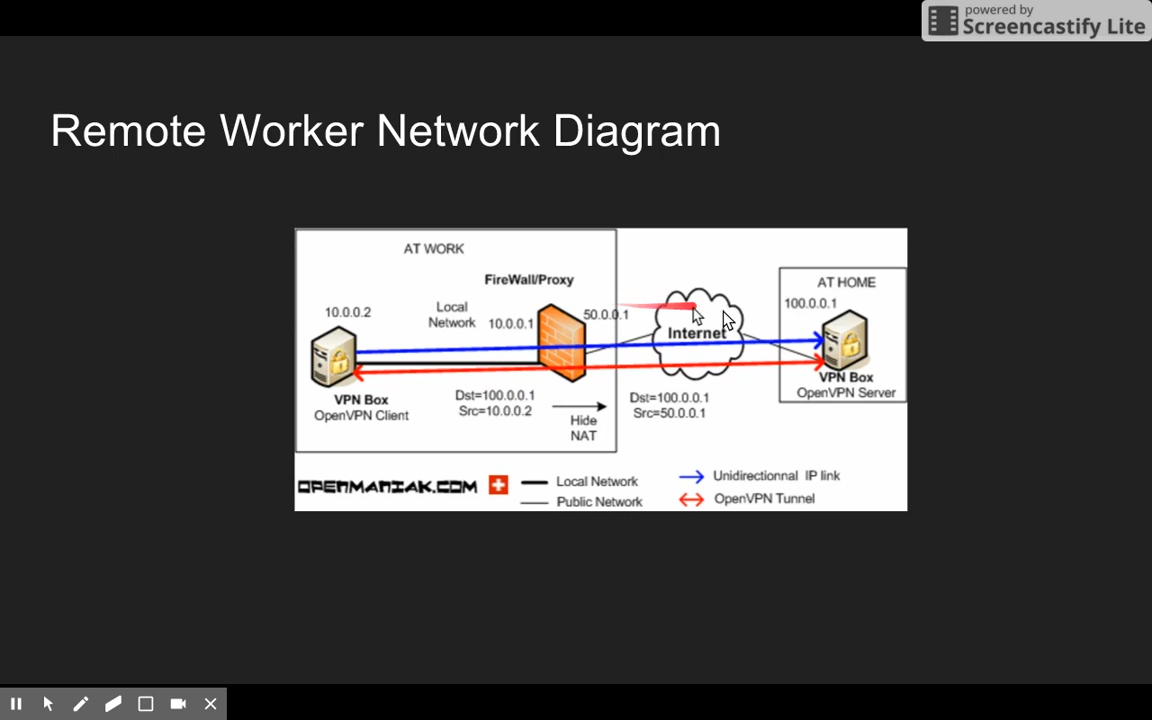 powered by
Screencastify Lite
Remote Worker Network Diagram
AT WORK
FireWall/Proxy
10.0.0.2
Local
Network
10.0.0.1
50.0.0.1
Internet
AT HOME
100.0.0.1
VPN Box
OpenVPN Client
Dst=100.0.0.1
Src=10.0.0.2
Hide
NAT
Dst=100.0.0.1
Src=50.0.0.1
VPN Box
OpenVPN Server
OPENMANIAK.COM
Local Network
Public Network
Unidirectionnal IP link
OpenVPN Tunnel